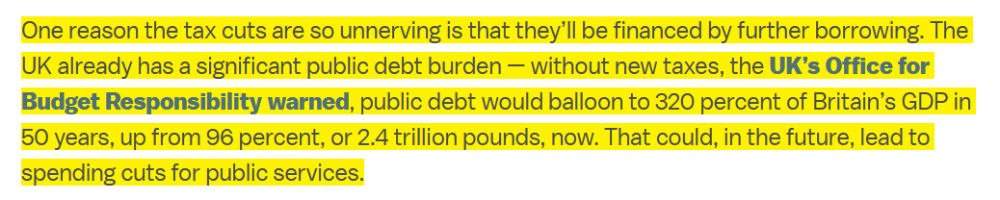 One reason the tax cuts are so unnerving is that they’ll be financed by further borrowing. The
UK already has a significant public debt burden — without new taxes, the UK’s Office for
Budget Responsibility warned, public debt would balloon to 320 percent of Britain’s GDP in
50 years, up from 96 percent, or 2.4 trillion pounds, now. That could, in the future, lead to
spending cuts for public services.